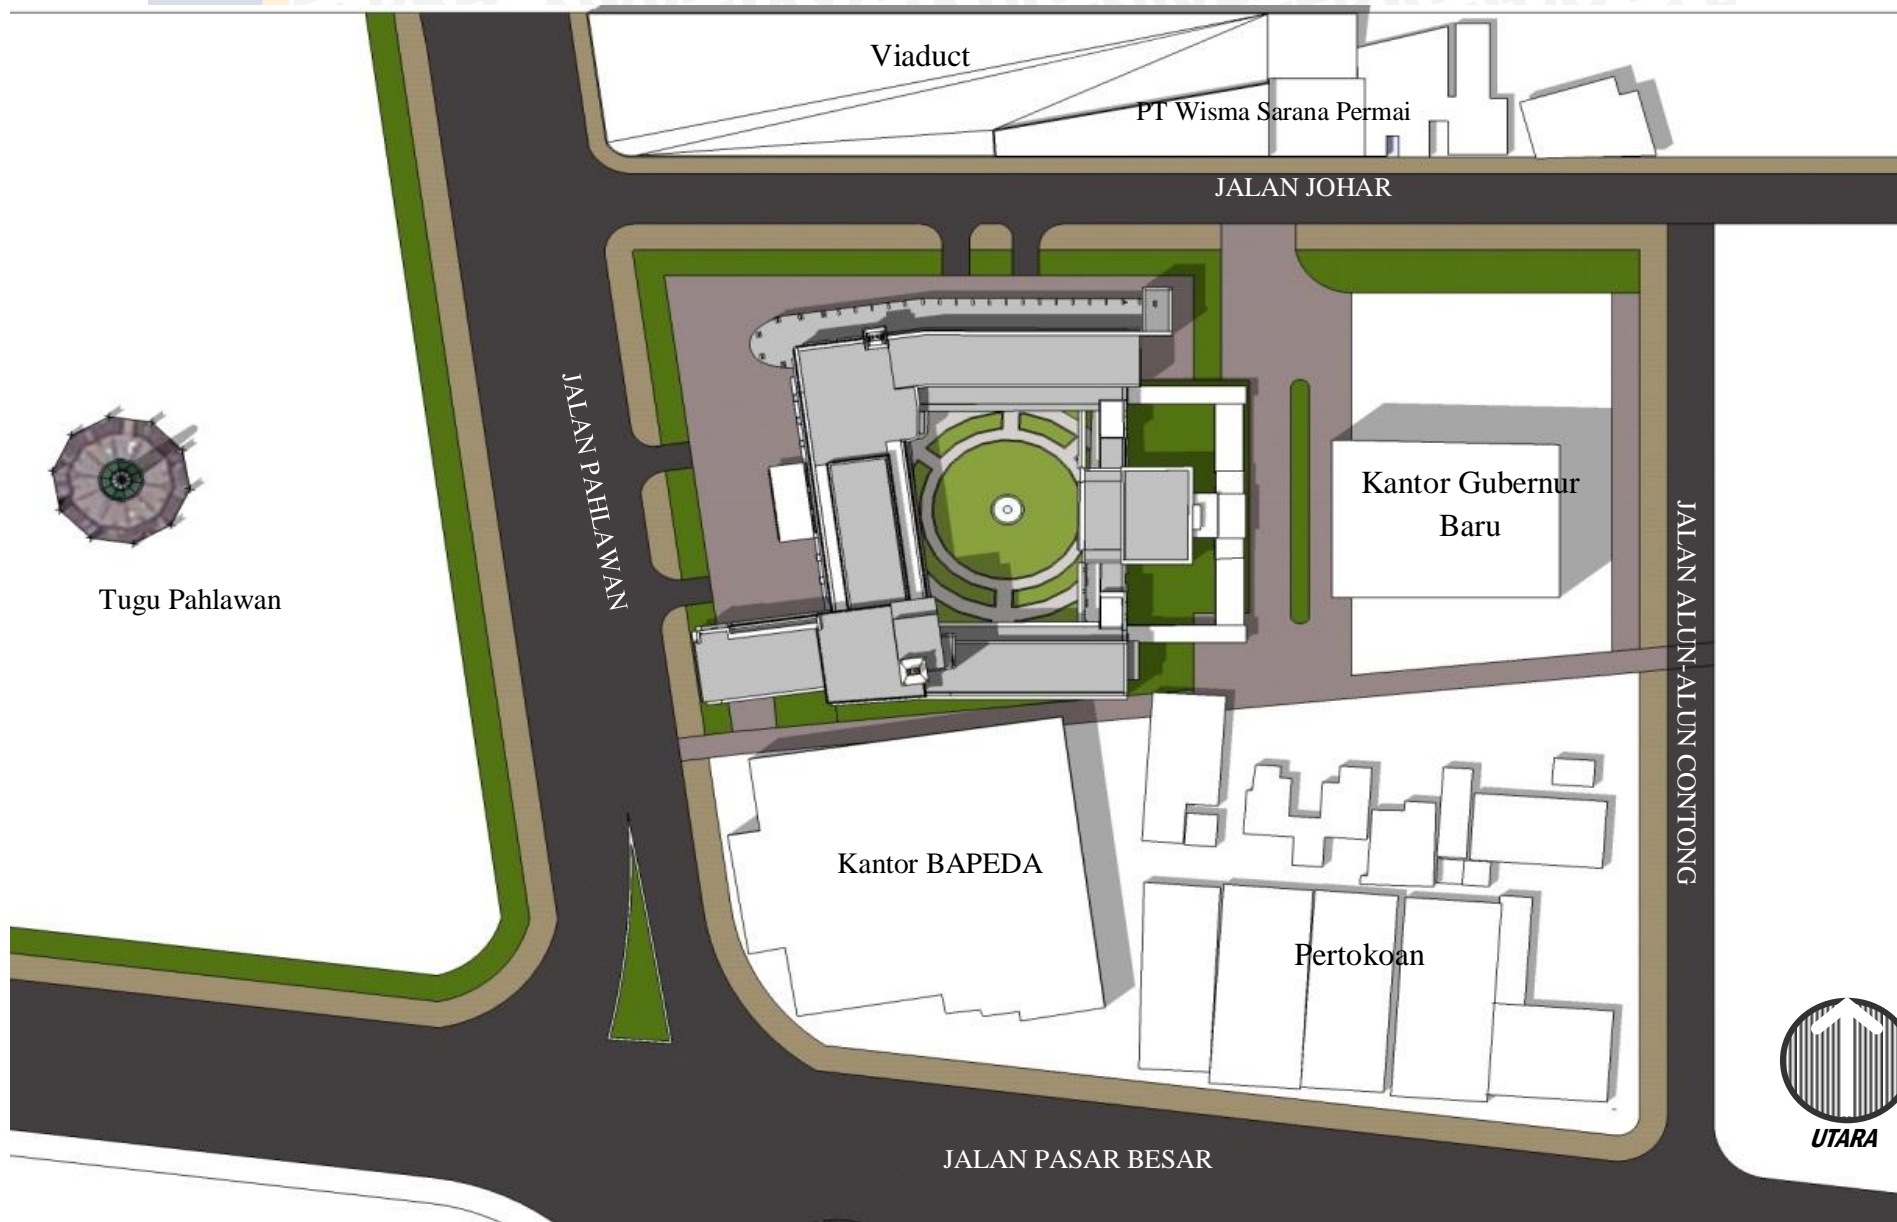 Viaduct
PT Wisma Sarana Permai
JALAN JOHAR
JALAN PAHLAWAN
Kantor Gubernur
Baru
JALAN ALUN-ALUN CONTONG
Tugu Pahlawan
Kantor BAPEDA
Pertokoan
JALAN PASAR BESAR
UTARA